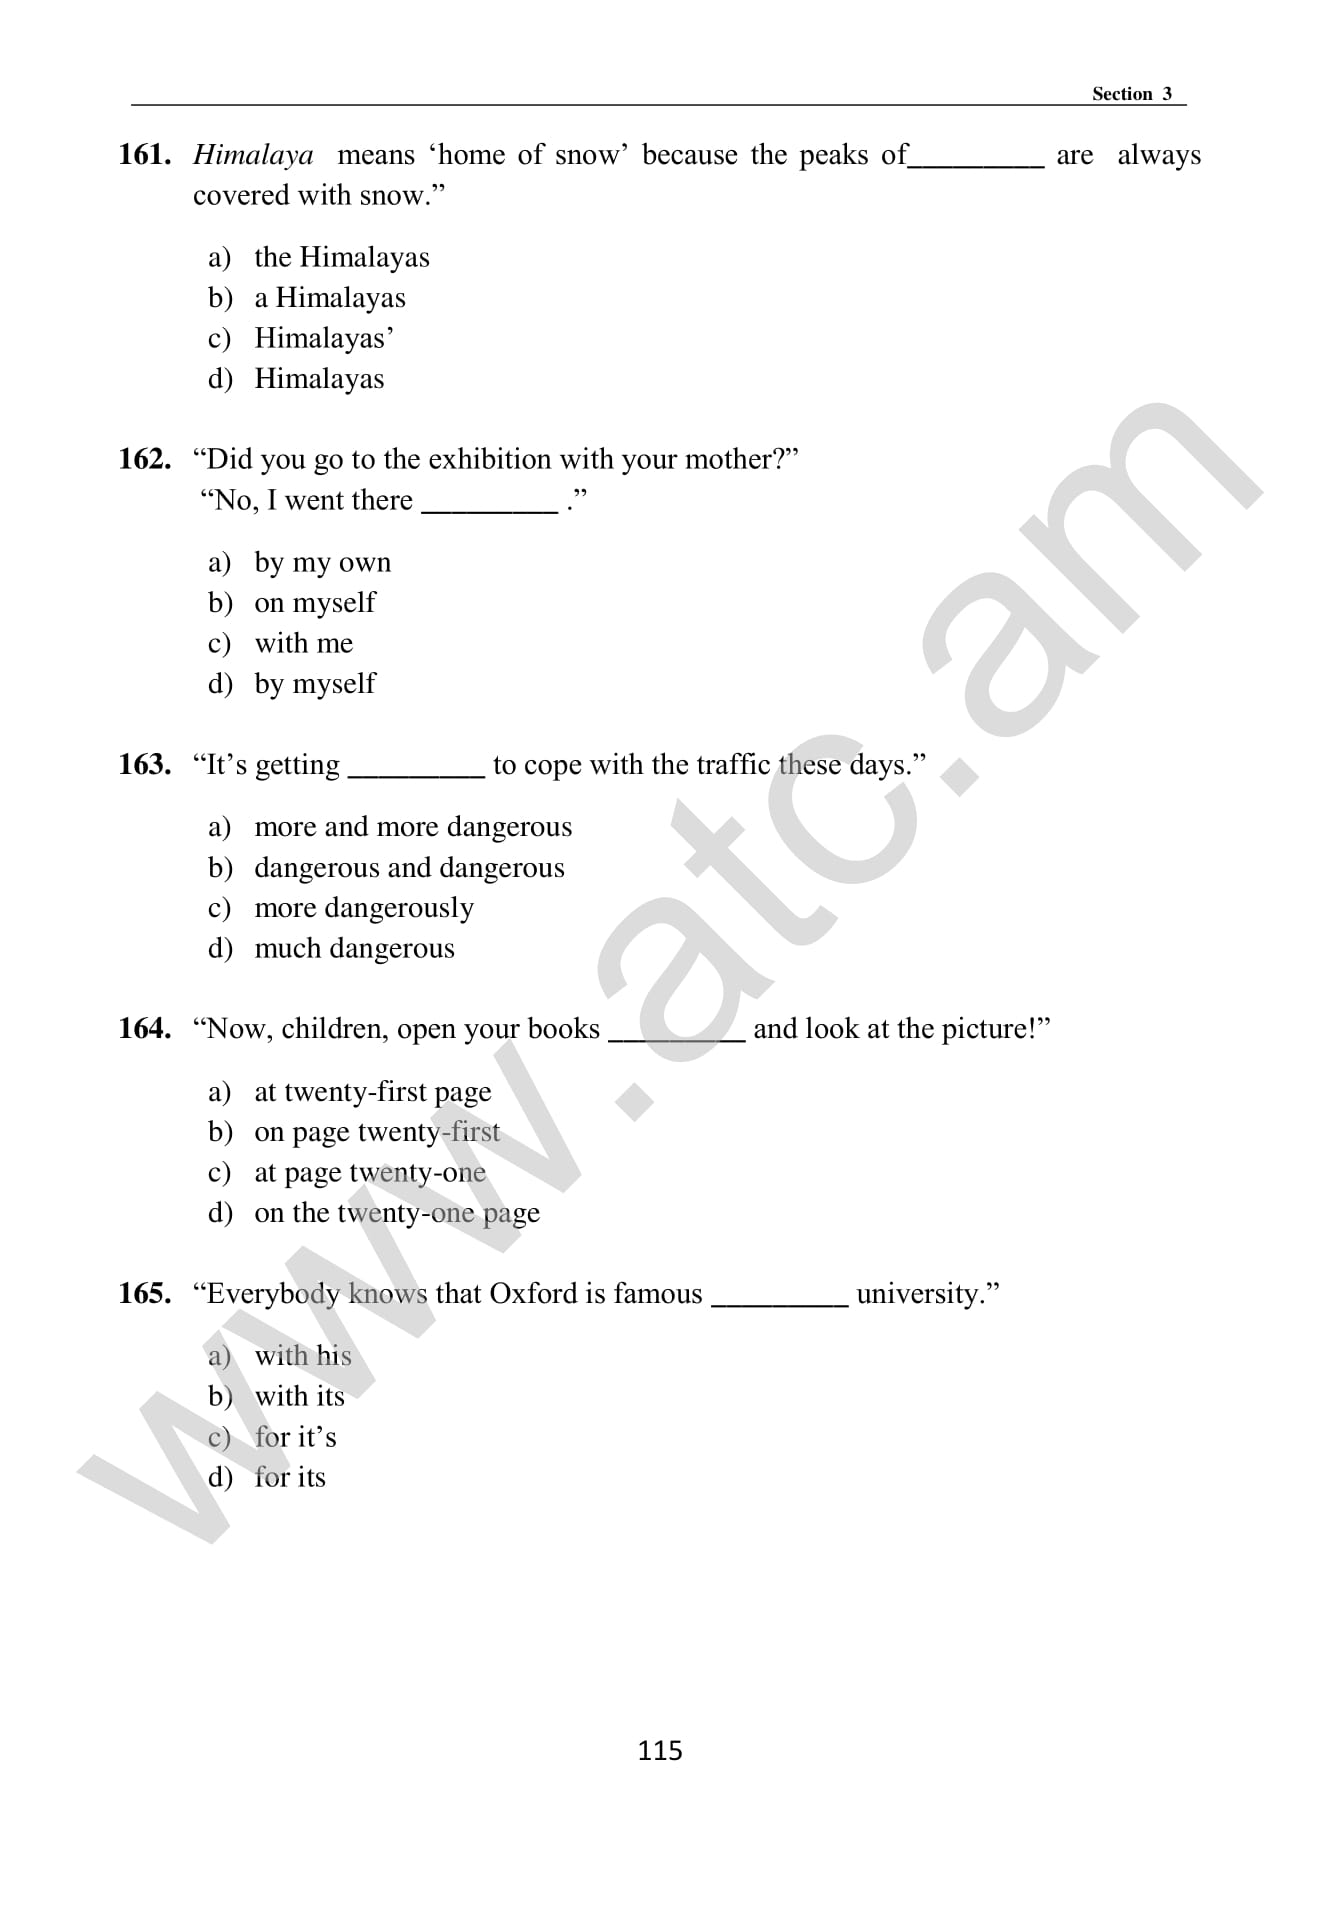 Section 3
161. Himalaya means ‘home of snow’ because the peaks of_________ are always
covered with snow.”
a) the Himalayas
b) a Himalayas
c) Himalayas’
d) Himalayas
162. “Did you go to the exhibition with your mother?”
“No, I went there _________ .”
a) by my own
b) on myself
c) with me
d) by myself
163. “It’s getting _________ to cope with the traffic these days.”
a) more and more dangerous
b) dangerous and dangerous
c) more dangerously
d) much dangerous
164. “Now, children, open your books _________ and look at the picture!”
a) at twenty-first page
b) on page twenty-first
c) at page twenty-one
d) on the twenty-one page
165. “Everybody knows that Oxford is famous _________ university.”
a) with his
b) with its
c) for it’s
d) for its
www.atc.am
115